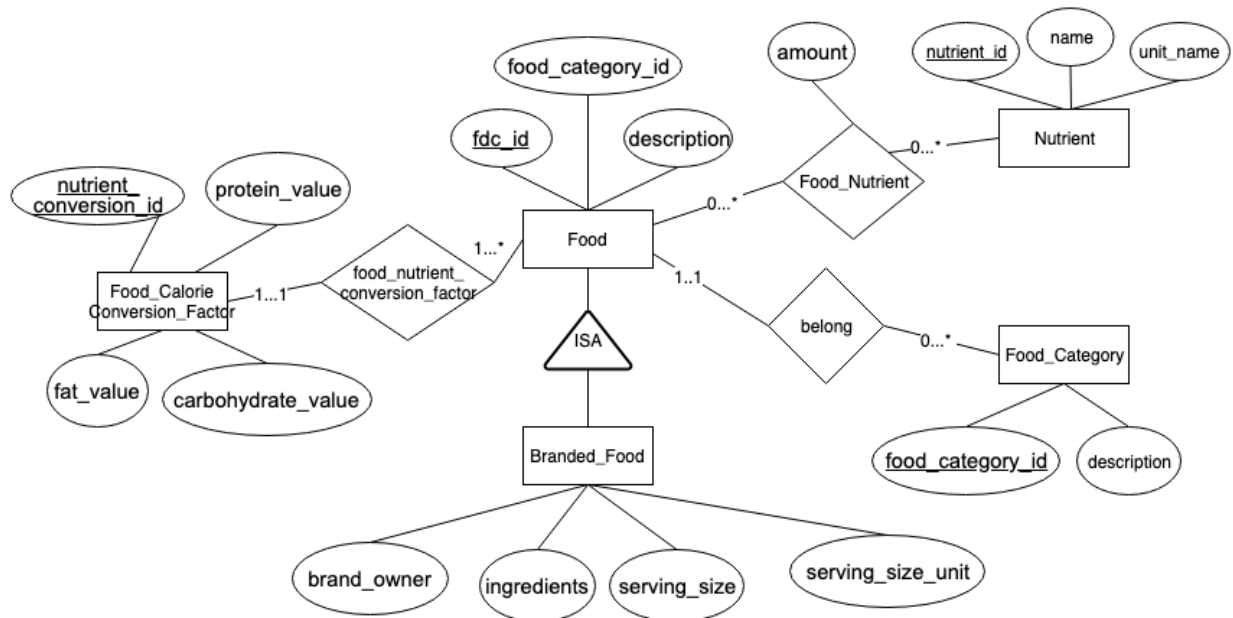 amount
nutrient_id
name
unit_name
food_category_id
fdc_id
description
0...*
Nutrient
Food_Nutrient
nutrient_
conversion_id
protein_value
0...*
Food
1...*
food_nutrient_
conversion_factor
1...1
Food_Calorie
Conversion_Factor
1..1
belong
0...*
Food_Category
ISA
fat_value
carbohydrate_value
Branded_Food
food_category_id
description
brand_owner
ingredients
serving_size
serving_size_unit